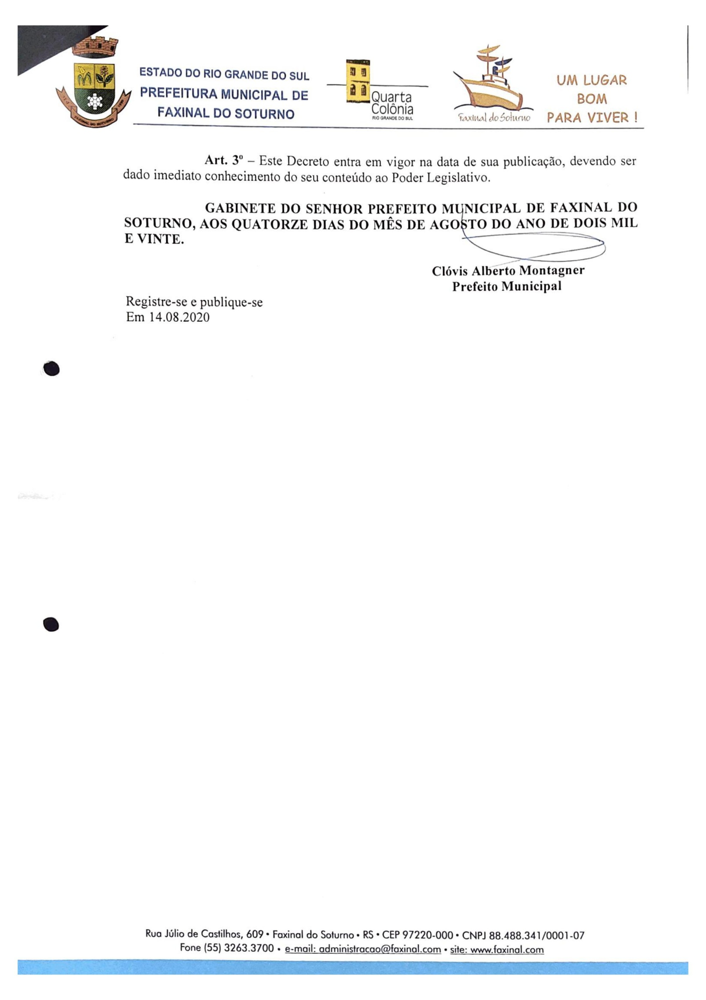 ESTADO DO RIO GRANDE DO SUL
PREFEITURA MUNICIPAL DE
FAXINAL DO SOTURNO
FAXINAL DO SOTURNO
Quarta
Colônia
RIO GRANDE DO SUL
Faxinal do Soturno
UM LUGAR
BOM
PARA VIVER !
Art. 3º – Este Decreto entra em vigor na data de sua publicação, devendo ser
dado imediato conhecimento do seu conteúdo ao Poder Legislativo.
GABINETE DO SENHOR PREFEITO MUNICIPAL DE FAXINAL DO
SOTURNO, AOS QUATORZE DIAS DO MÊS DE AGOSTO DO ANO DE DOIS MIL
E VINTE.
Clóvis Alberto Montagner
Prefeito Municipal
Registre-se e publique-se
Em 14.08.2020
Rua Júlio de Castilhos, 609 • Faxinal do Soturno • RS • CEP 97220-000 • CNPJ 88.488.341/0001-07
Fone (55) 3263.3700 • e-mail: administracao@faxinal.com • site: www.faxinal.com